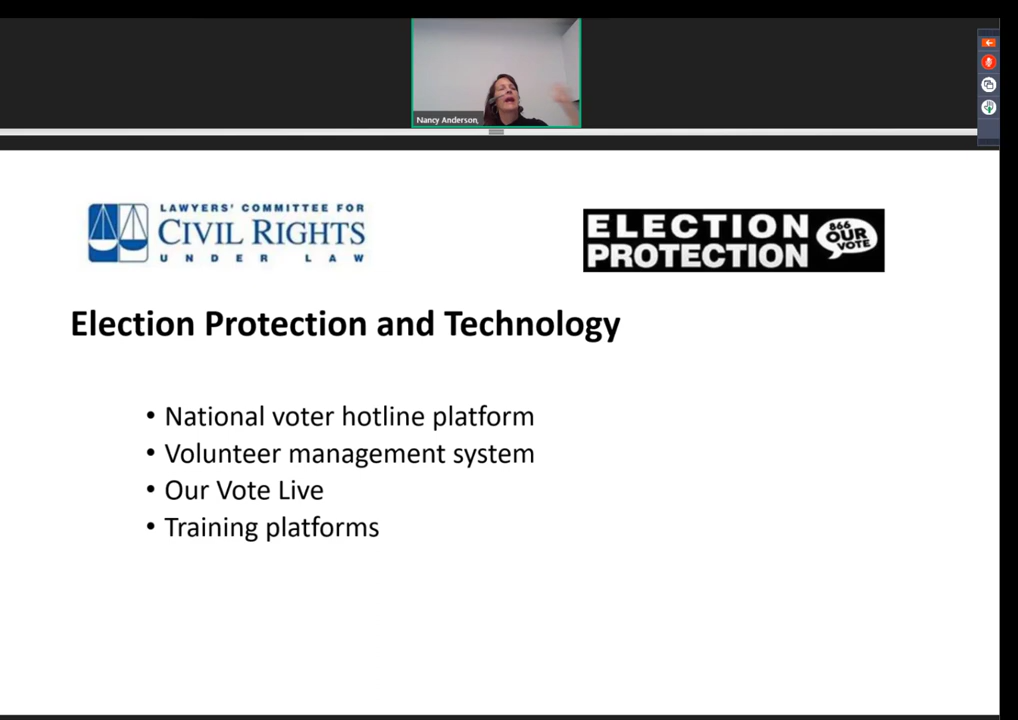 Nancy Anderson,
LAWYERS' COMMITTEE FOR
CIVIL RIGHTS
UNDER LAW
ELECTION
PROTECTION
866
OUR
VOTE
Election Protection and Technology
• National voter hotline platform
• Volunteer management system
• Our Vote Live
• Training platforms